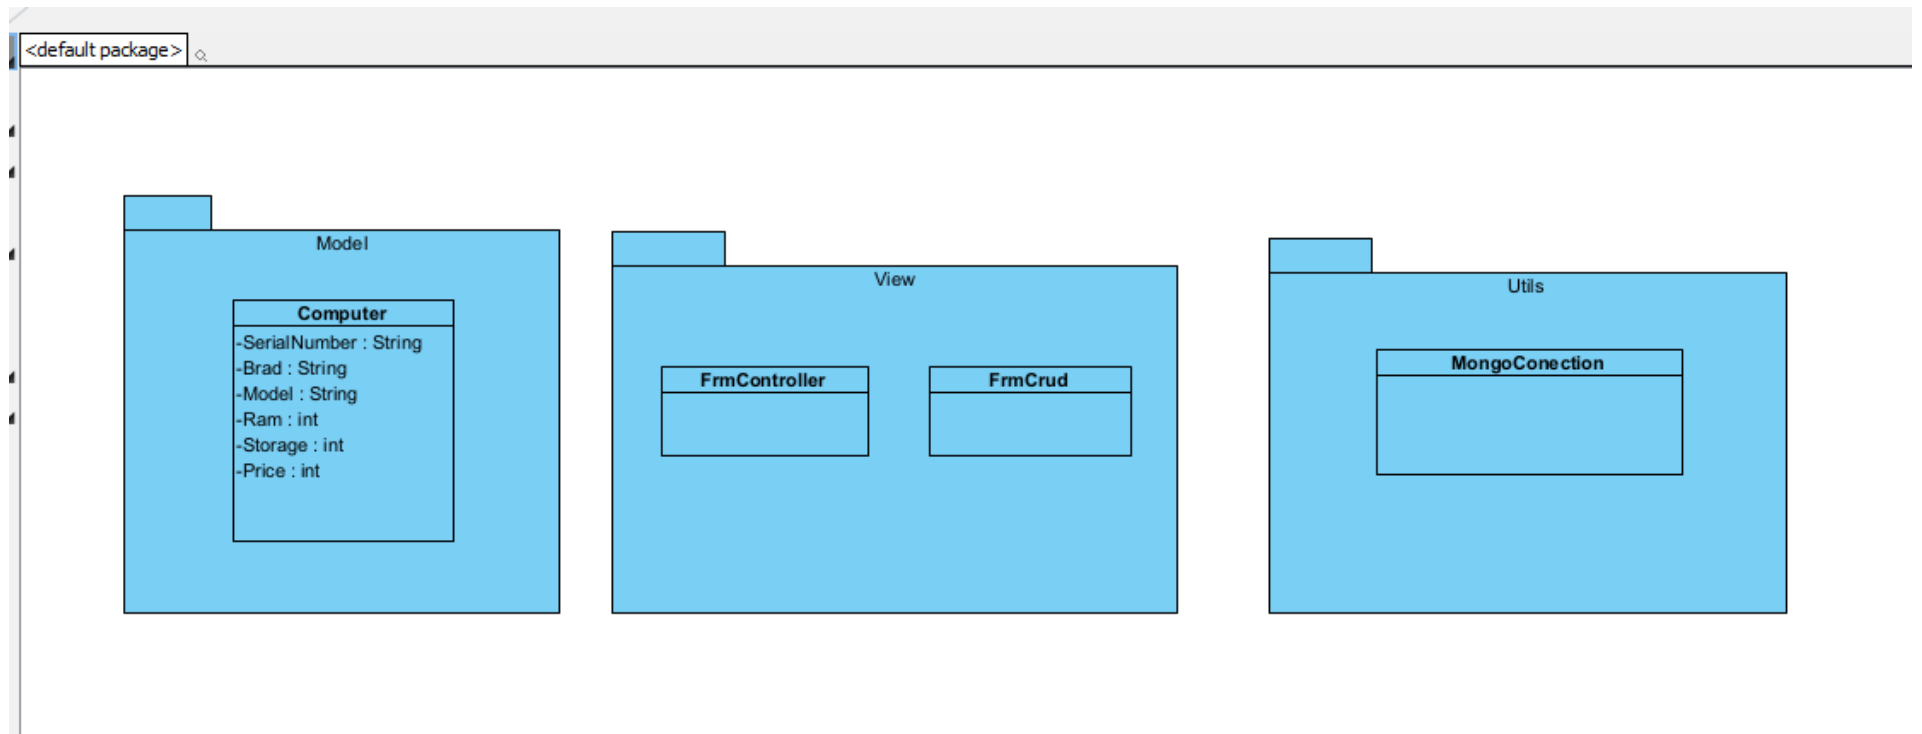 <default package>
Model
Computer
-SerialNumber : String
-Brad : String
-Model : String
-Ram : int
-Storage : int
-Price : int
View
FrmController
FrmCrud
Utils
MongoConection